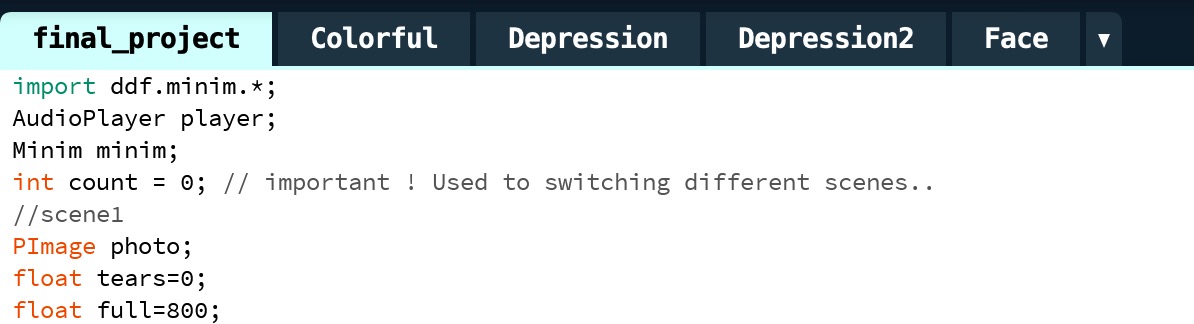 final_project Colorful Depression Depression2 Face ▼
import ddf.minim.*;
AudioPlayer player;
Minim minim;
int count = 0; // important ! Used to switching different scenes..
//scene1
PImage photo;
float tears=0;
float full=800;